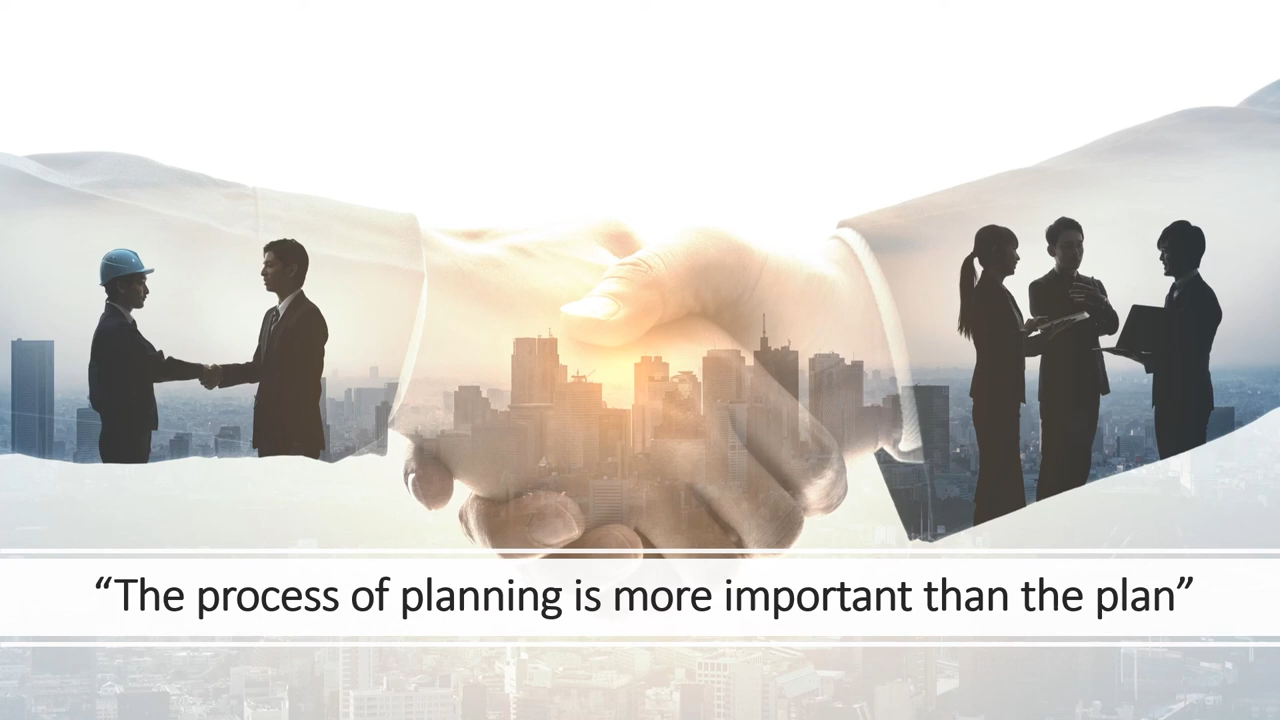 “The process of planning is more important than the plan”